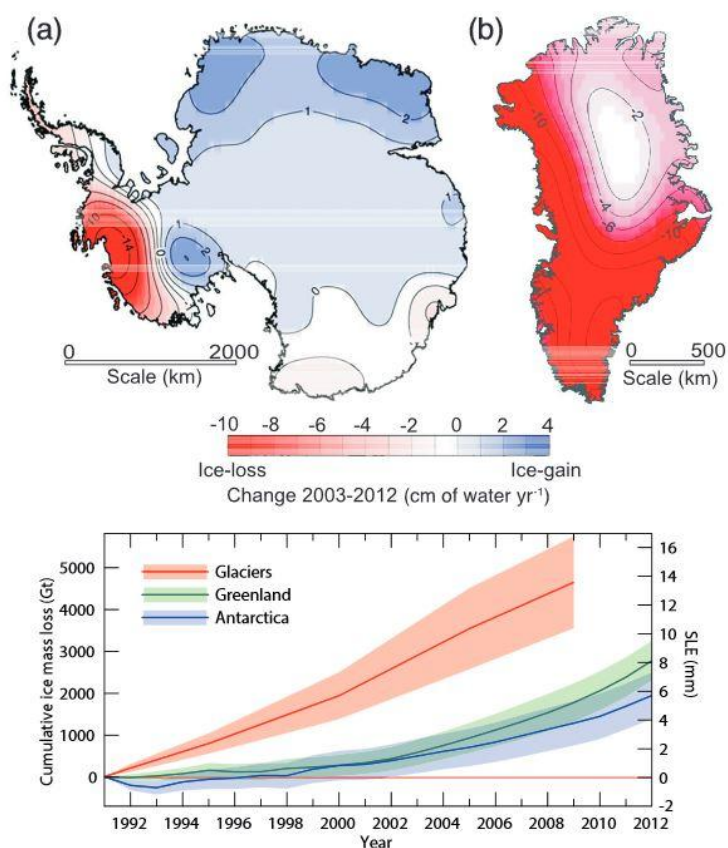 (a)
(b)
1
2
-10
-14
0
1
2
1
0
-10
-2
-4
-6
-10
0 2000
Scale (km)
0 500
Scale (km)
-10 -8 -6 -4 -2 0 2 4
Ice-loss Ice-gain
Change 2003-2012 (cm of water yr-1)
Glaciers
Greenland
Antarctica
Cumulative ice mass loss (Gt)
5000
4000
3000
2000
1000
0
16
14
12
10
8
6
4
2
0
-2
SLE (mm)
1992 1994 1996 1998 2000 2002 2004 2006 2008 2010 2012
Year